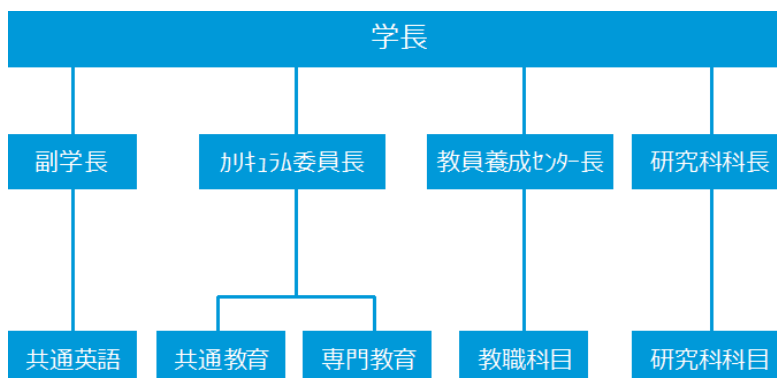 学長
副学長
ｶﾘｷｭﾗﾑ委員長
教員養成ｾﾝﾀｰ長
研究科科長
共通英語
共通教育
専門教育
教職科目
研究科科目